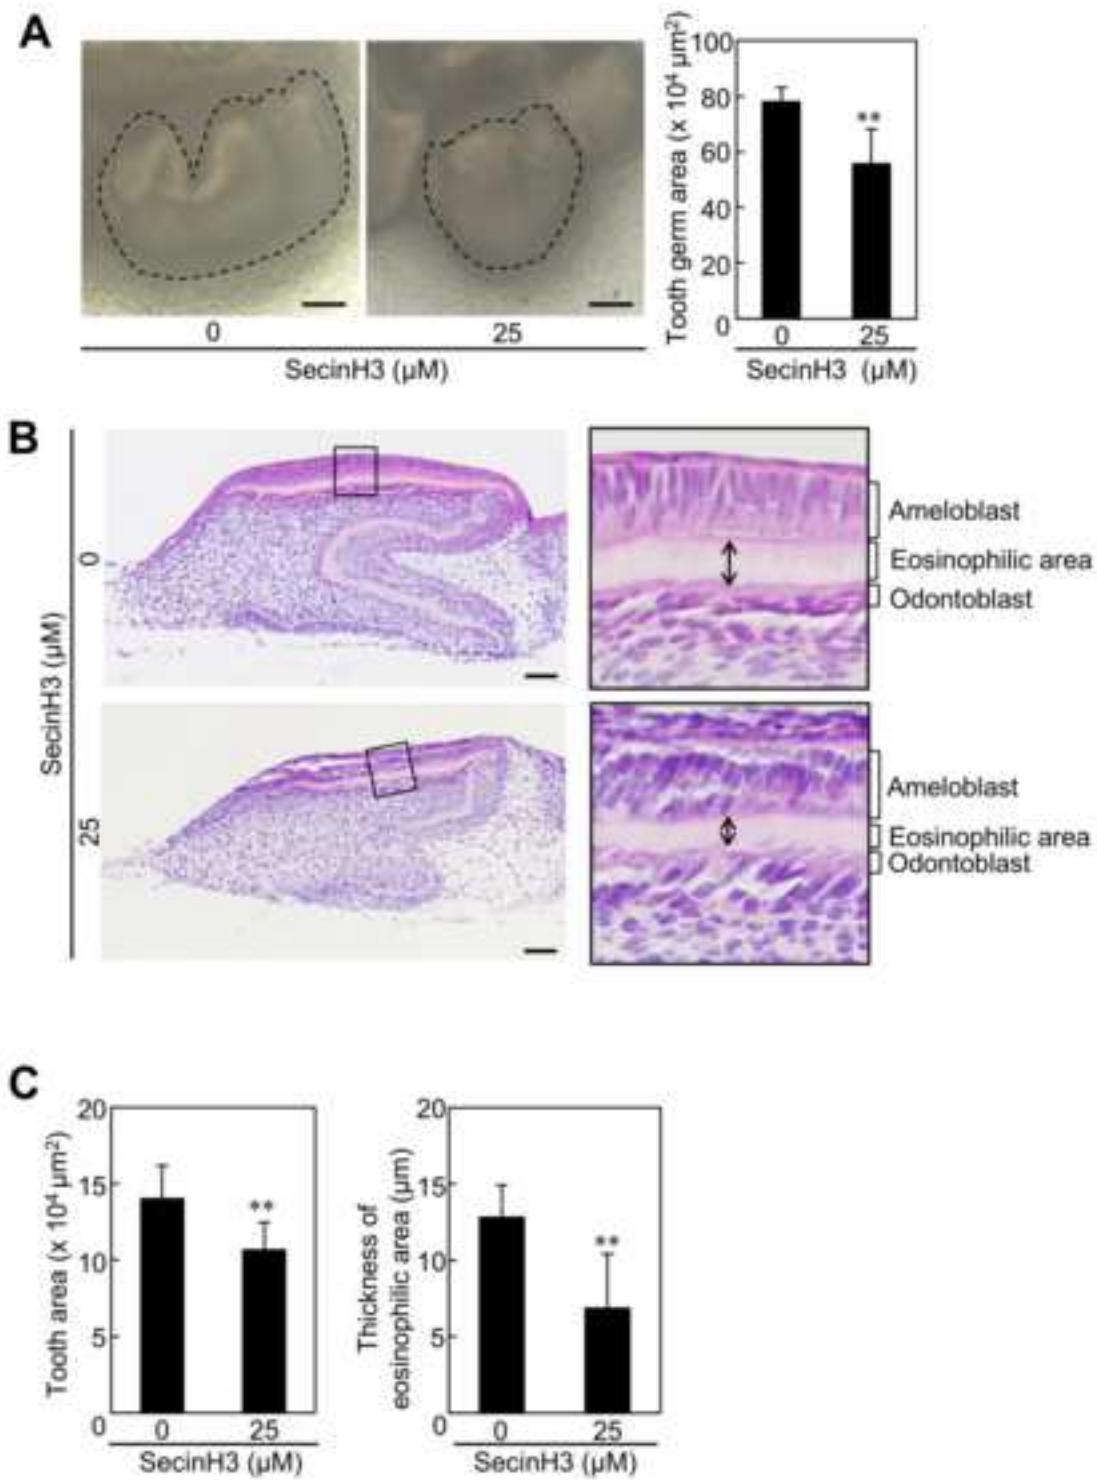 A
0
25
SecinH3 (µM)
Tooth germ area (x 10⁴ µm²)
100
80
60
40
20
0
**
0
25
SecinH3 (µM)
B
SecinH3 (µM)
0
Ameloblast
Eosinophilic area
Odontoblast
25
Ameloblast
Eosinophilic area
Odontoblast
C
Tooth area (x 10⁴ µm²)
20
15
10
5
0
**
0
25
SecinH3 (µM)
Thickness of
eosinophilic area (µm)
20
15
10
5
0
**
0
25
SecinH3 (µM)